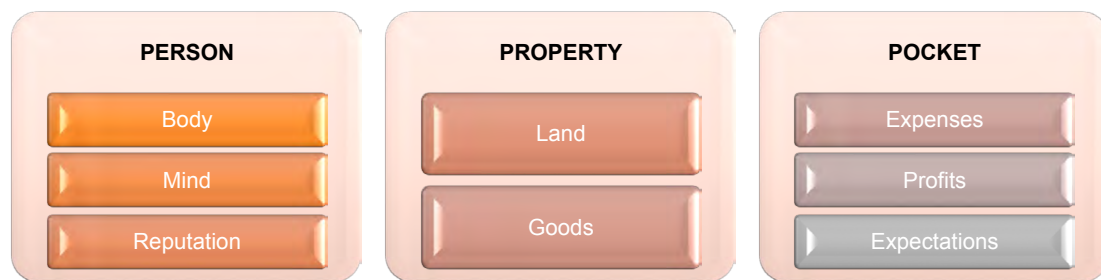 PERSON
Body
Mind
Reputation
PROPERTY
Land
Goods
POCKET
Expenses
Profits
Expectations